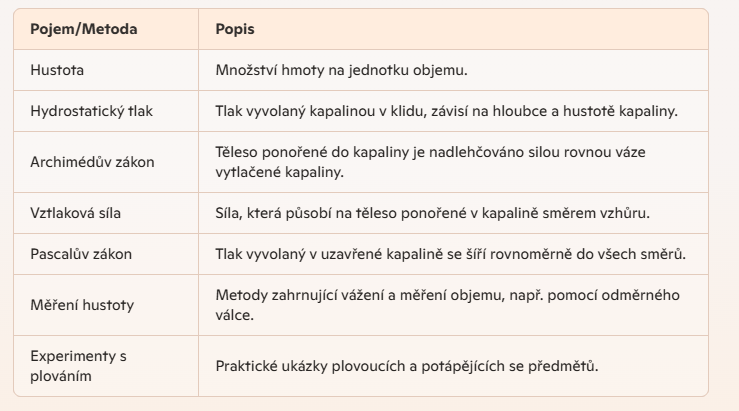 Pojem/Metoda Popis
Hustota Množství hmoty na jednotku objemu.
Hydrostatický tlak Tlak vyvolaný kapalinou v klidu, závisí na hloubce a hustotě kapaliny.
Archimédův zákon
Těleso ponořené do kapaliny je nadlehčováno silou rovnou váze
vytlačené kapaliny.
Vztlaková síla Síla, která působí na těleso ponořené v kapalině směrem vzhůru.
Pascalův zákon Tlak vyvolaný v uzavřené kapalině se šíří rovnoměrně do všech směrů.
Měření hustoty
Metody zahrnující vážení a měření objemu, např. pomocí odměrného
válce.
Experimenty s
plováním
Praktické ukázky plovoucích a potápějících se předmětů.